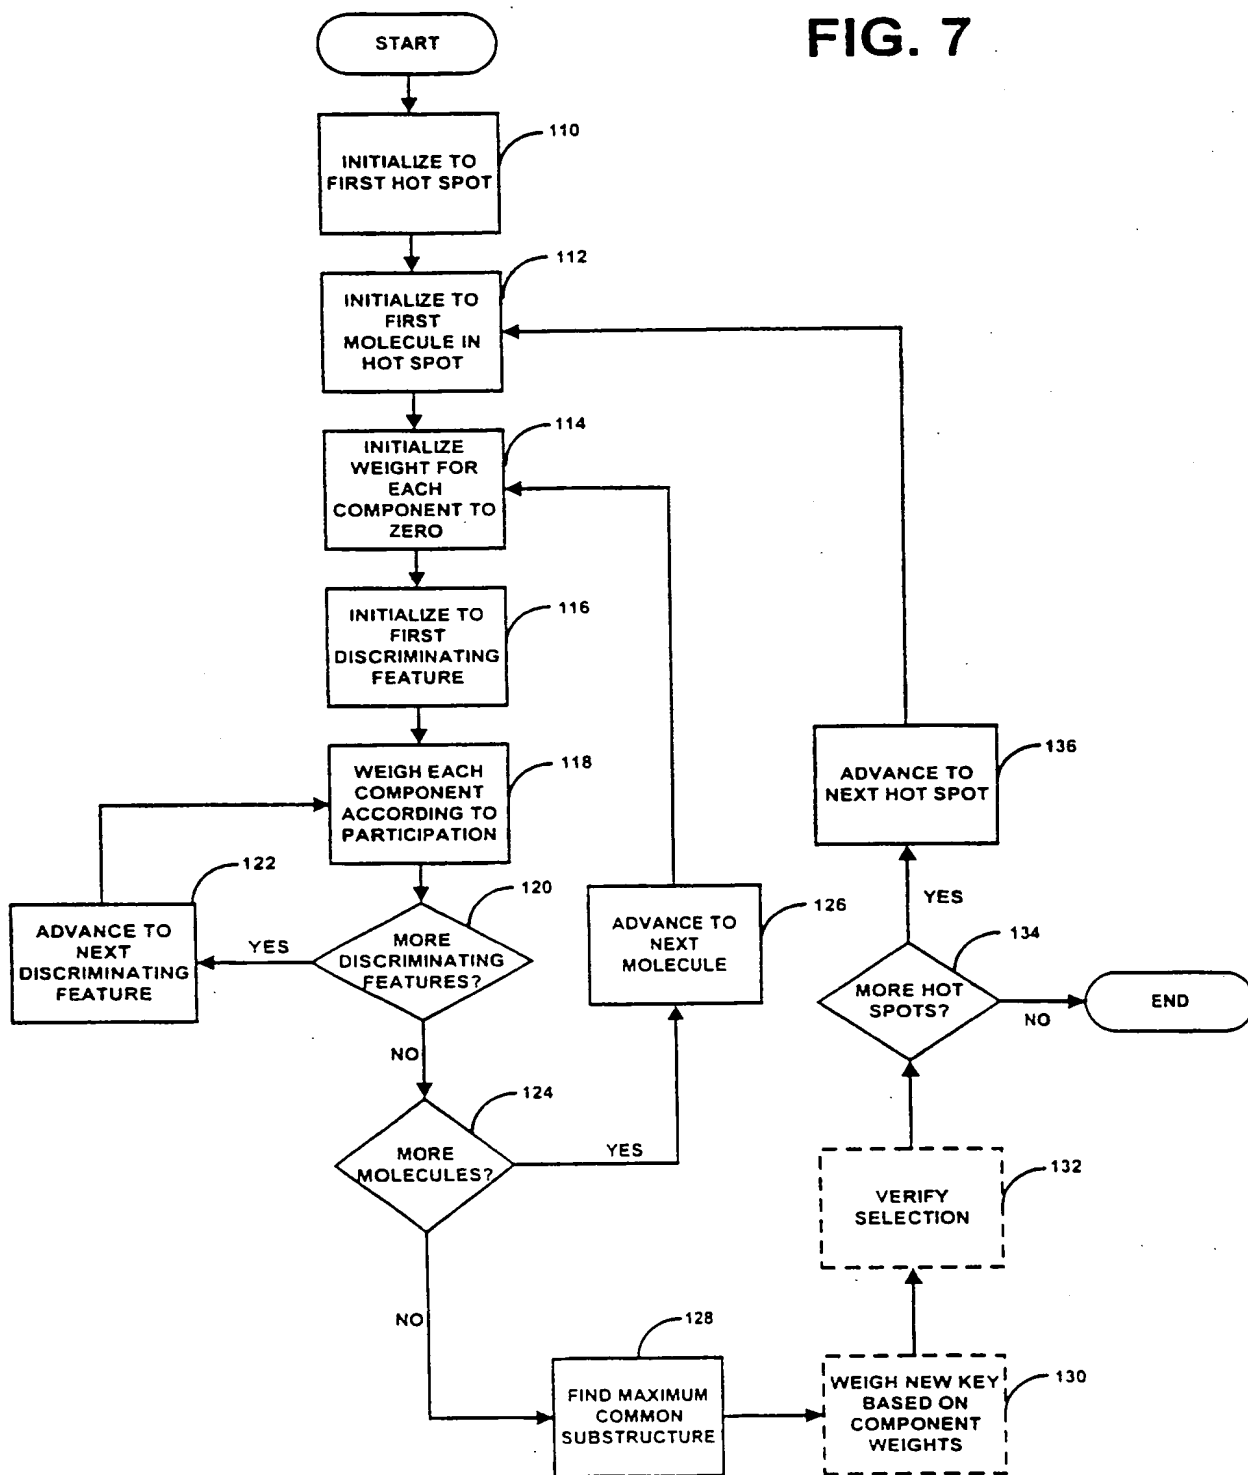 FIG. 7
START
110
INITIALIZE TO
FIRST HOT SPOT
112
INITIALIZE TO
FIRST
MOLECULE IN
HOT SPOT
114
INITIALIZE
WEIGHT FOR
EACH
COMPONENT TO
ZERO
116
INITIALIZE TO
FIRST
DISCRIMINATING
FEATURE
118
WEIGH EACH
COMPONENT
ACCORDING TO
PARTICIPATION
120
MORE
DISCRIMINATING
FEATURES?
YES
122
ADVANCE TO
NEXT
DISCRIMINATING
FEATURE
NO
124
MORE
MOLECULES?
YES
126
ADVANCE TO
NEXT
MOLECULE
NO
128
FIND MAXIMUM
COMMON
SUBSTRUCTURE
130
WEIGH NEW KEY
BASED ON
COMPONENT
WEIGHTS
132
VERIFY
SELECTION
134
MORE HOT
SPOTS?
YES
136
ADVANCE TO
NEXT HOT SPOT
NO
END